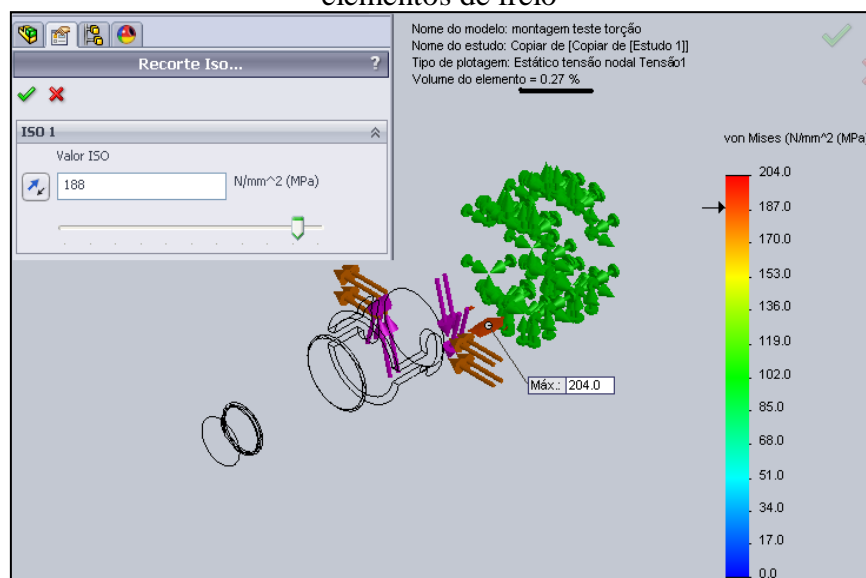 elementos de freio
Nome do modelo: montagem teste torção
Nome do estudo: Copiar de [Copiar de [Estudo 1]]
Tipo de plotagem: Estático tensão nodal Tensão1
Volume do elemento = 0.27 %
Recorte Iso... ?
ISO 1
Valor ISO
188 N/mm^2 (MPa)
von Mises (N/mm^2 (MPa)
204.0
187.0
170.0
153.0
136.0
119.0
102.0
85.0
68.0
51.0
34.0
17.0
0.0
Máx.: 204.0